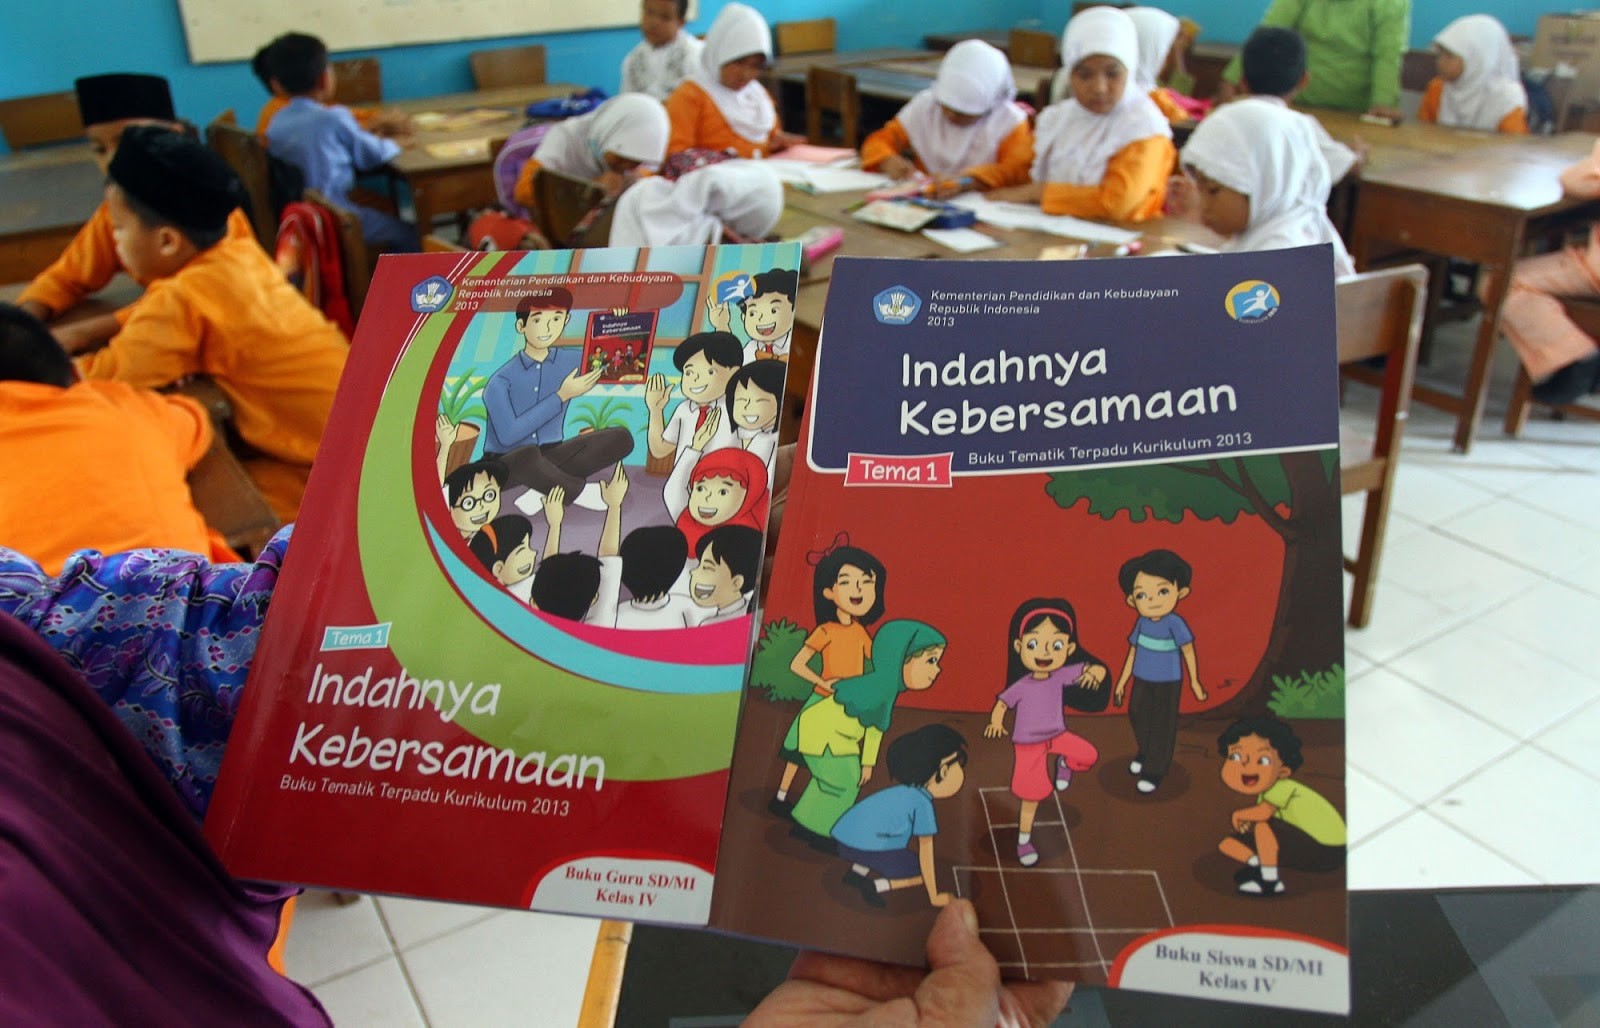 Kementerian Pendidikan dan Kebudayaan
Republik Indonesia
2013
Indahnya
Kebersamaan
Tema 1
Indahnya
Kebersamaan
Buku Tematik Terpadu Kurikulum 2013
Buku Guru SD/MI
Kelas IV
Kementerian Pendidikan dan Kebudayaan
Republik Indonesia
2013
Indahnya
Kebersamaan
Buku Tematik Terpadu Kurikulum 2013
Tema 1
Buku Siswa SD/MI
Kelas IV